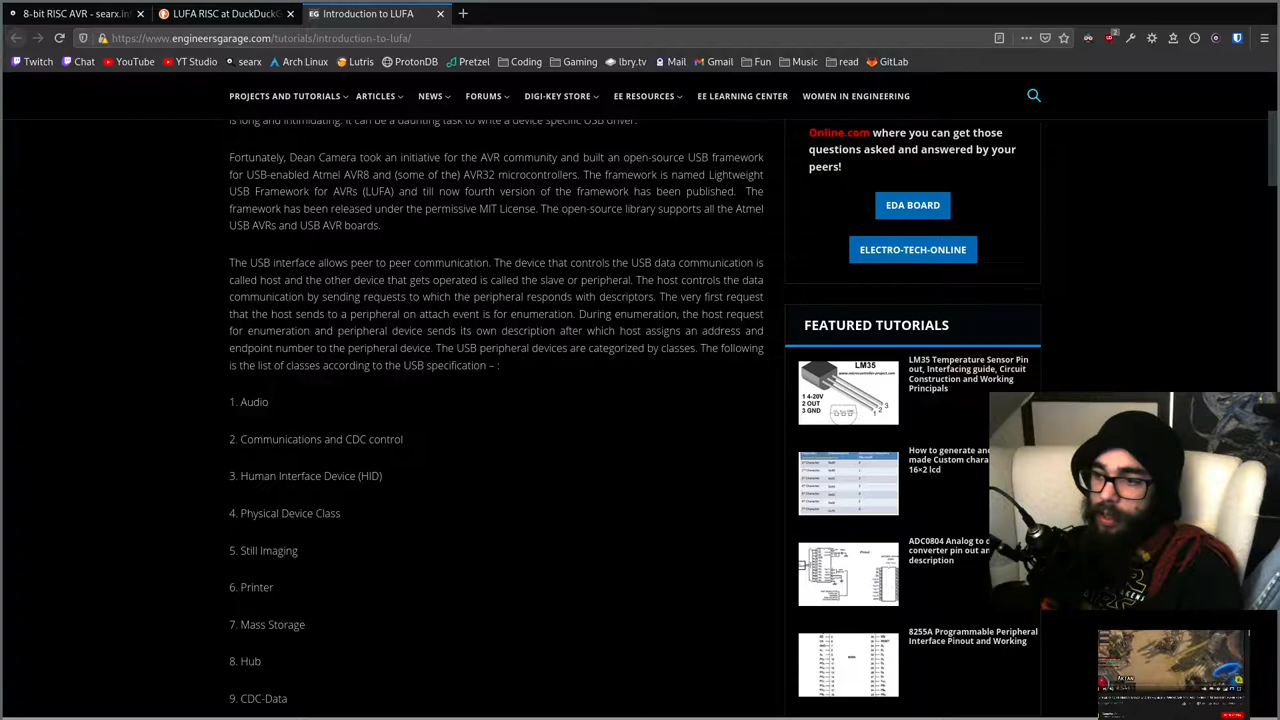 8-bit RISC AVR - searx.in
LUFA RISC at DuckDuckG
EG Introduction to LUFA
https://www.engineersgarage.com/tutorials/introduction-to-lufa/
2
Twitch Chat YouTube YT Studio searx Arch Linux Lutris ProtonDB Pretzel Coding Gaming lbry.tv Mail Gmail Fun Music read GitLab
PROJECTS AND TUTORIALS ARTICLES NEWS FORUMS DIGI-KEY STORE EE RESOURCES EE LEARNING CENTER WOMEN IN ENGINEERING
is long and intimidating. It can be a daunting task to write a device specific USB driver.
Fortunately, Dean Camera took an initiative for the AVR community and built an open-source USB framework
for USB-enabled Atmel AVR8 and (some of the) AVR32 microcontrollers. The framework is named Lightweight
USB Framework for AVRs (LUFA) and till now fourth version of the framework has been published. The
framework has been released under the permissive MIT License. The open-source library supports all the Atmel
USB AVRs and USB AVR boards.
The USB interface allows peer to peer communication. The device that controls the USB data communication is
called host and the other device that gets operated is called the slave or peripheral. The host controls the data
communication by sending requests to which the peripheral responds with descriptors. The very first request
that the host sends to a peripheral on attach event is for enumeration. During enumeration, the host request
for enumeration and peripheral device sends its own description after which host assigns an address and
endpoint number to the peripheral device. The USB peripheral devices are categorized by classes. The following
is the list of classes according to the USB specification – :
1. Audio
2. Communications and CDC control
3. Human Interface Device (HID)
4. Physical Device Class
5. Still Imaging
6. Printer
7. Mass Storage
8. Hub
9. CDC-Data
Online.com where you can get those
questions asked and answered by your
peers!
EDA BOARD
ELECTRO-TECH-ONLINE
FEATURED TUTORIALS
LM35
1 4-20V
2 OUT
3 GND
1 2 3
LM35 Temperature Sensor Pin
out, Interfacing guide, Circuit
Construction and Working
Principals
How to generate and
made Custom chara
16×2 lcd
ADC0804 Analog to d
converter pin out an
description
8255A Programmable Peripheral
Interface Pinout and Working